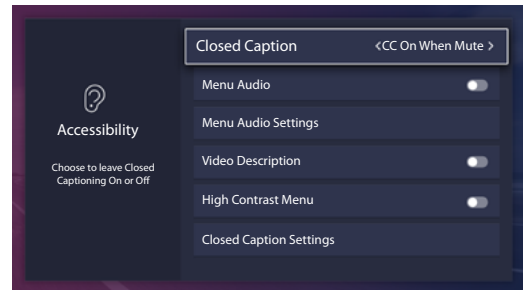 Closed Caption
<CC On When Mute >
Menu Audio
Accessibility
Menu Audio Settings
Choose to leave Closed
Captioning On or Off
Video Description
High Contrast Menu
Closed Caption Settings